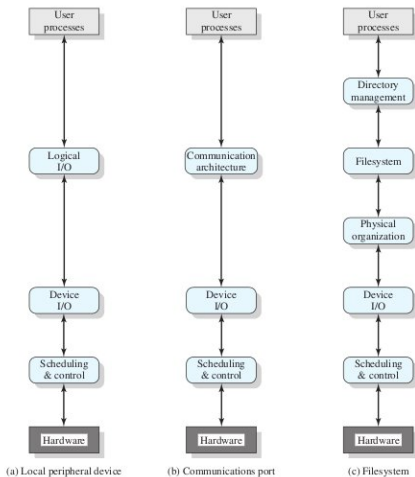 User
processes
Logical
I/O
Device
I/O
Scheduling
& control
Hardware
(a) Local peripheral device
User
processes
Communication
architecture
Device
I/O
Scheduling
& control
Hardware
(b) Communications port
User
processes
Directory
management
Filesystem
Physical
organization
Device
I/O
Scheduling
& control
Hardware
(c) Filesystem